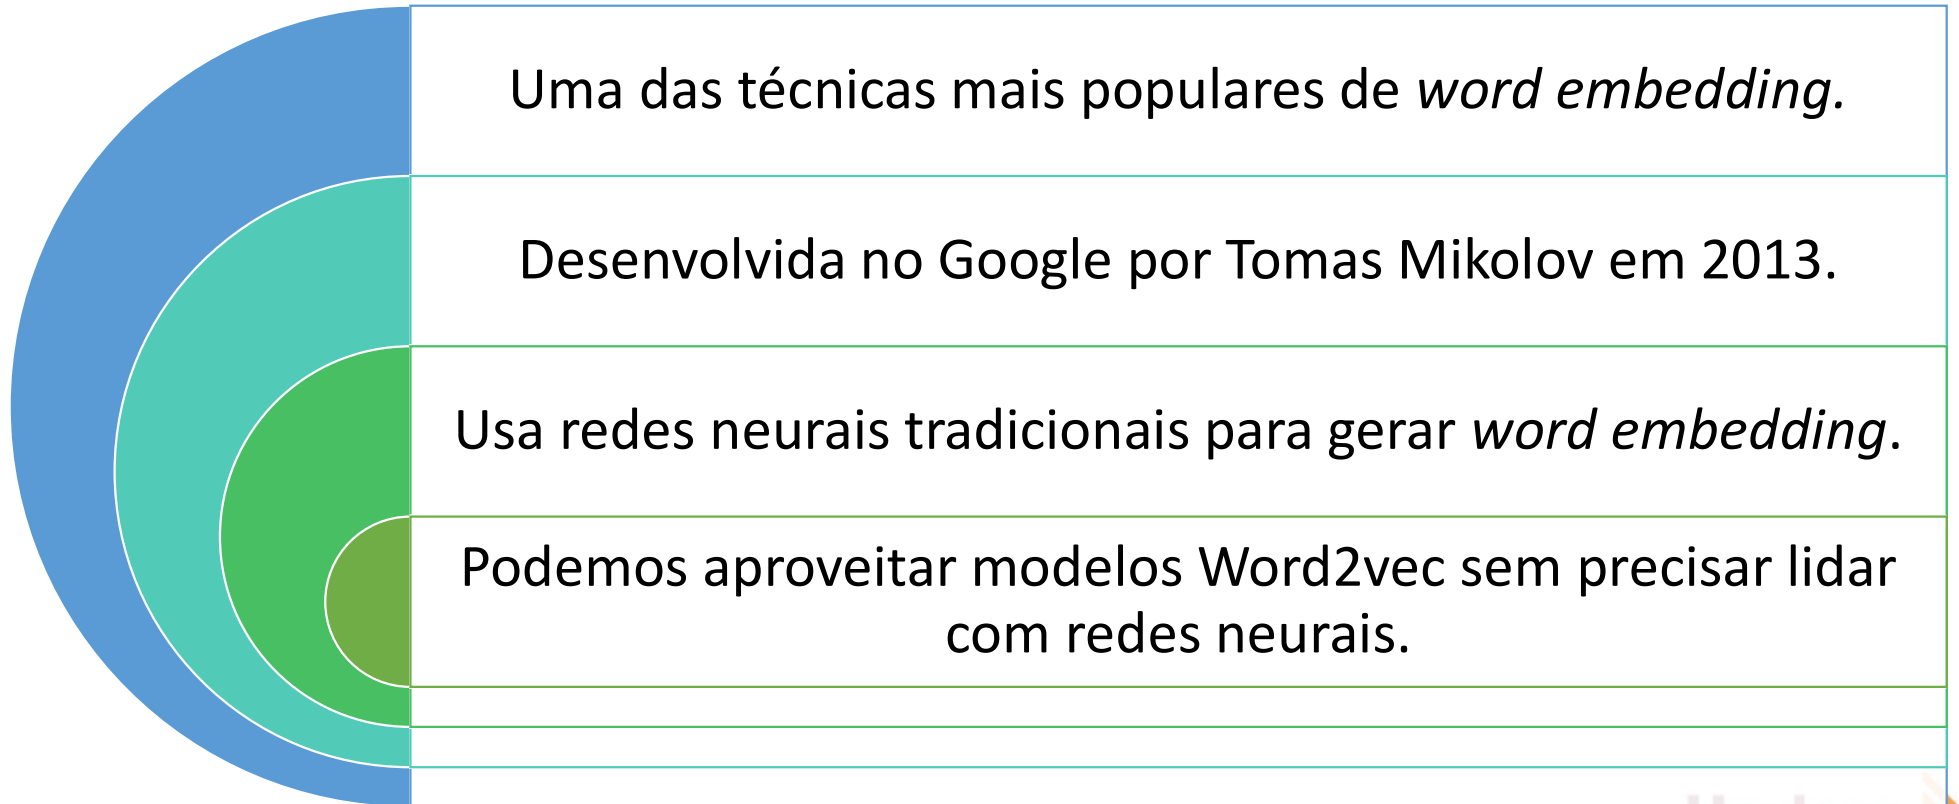 Uma das técnicas mais populares de word embedding.
Desenvolvida no Google por Tomas Mikolov em 2013.
Usa redes neurais tradicionais para gerar word embedding.
Podemos aproveitar modelos Word2vec sem precisar lidar
com redes neurais.